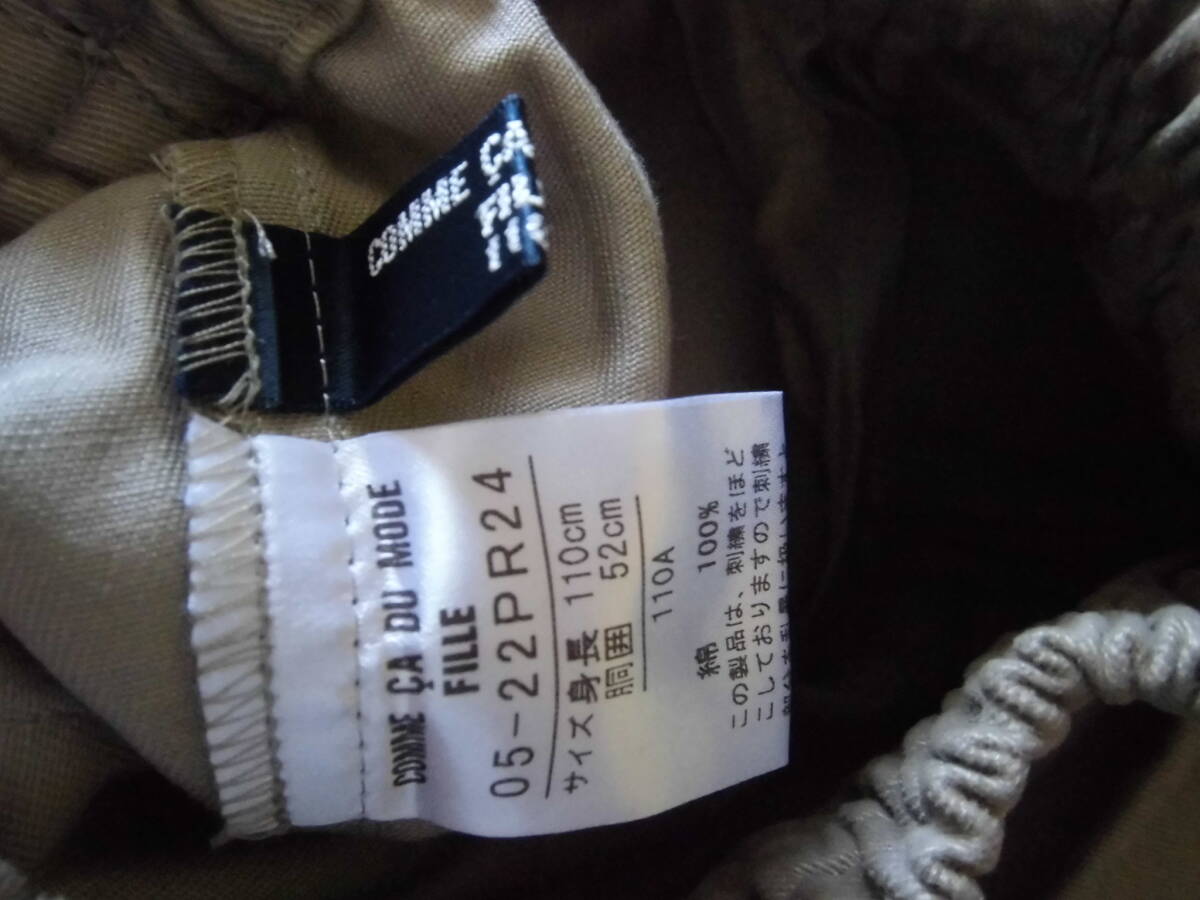 COMME ÇA
COMME ÇA DU MODE
FILLE
05-22PR24
サイズ 身長 110cm
胴囲 52cm
110A
綿 100%
この製品は、刺繍をほど
こしておりますので刺繍